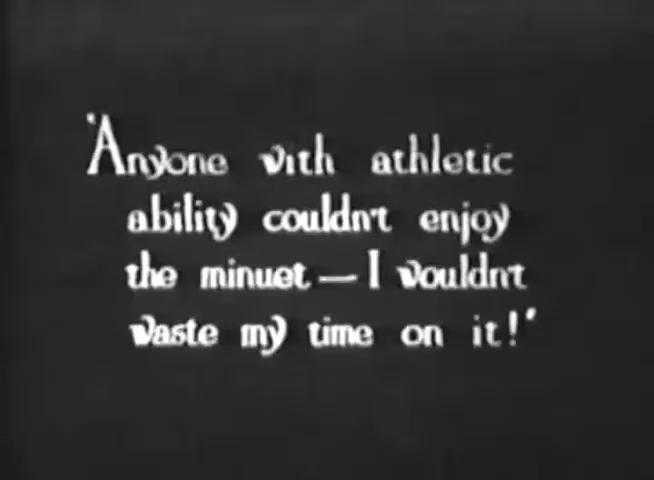 "Anyone with athletic
ability couldn't enjoy
the minuet — I wouldn't
waste my time on it!"